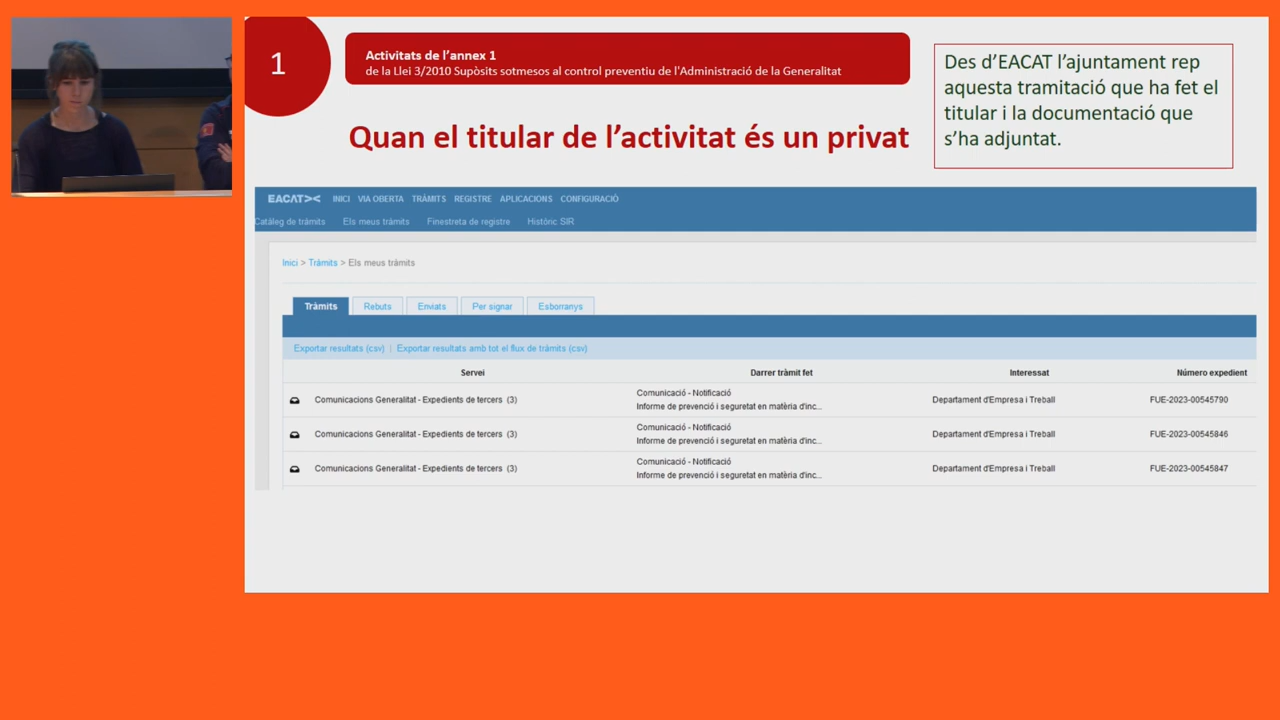 1
Activitats de l'annex 1
de la Llei 3/2010 Supòsits sotmesos al control preventiu de l'Administració de la Generalitat
Des d'EACAT l'ajuntament rep
aquesta tramitació que ha fet el
titular i la documentació que
s'ha adjuntat.
Quan el titular de l'activitat és un privat
EACAT INICI VIA OBERTA TRÀMITS REGISTRE APLICACIONS CONFIGURACIÓ
Catàleg de tràmits Els meus tràmits Finestreta de registre Històric SIR
Inici > Tràmits > Els meus tràmits
Tràmits Rebuts Enviats Per signar Esborranys
Exportar resultats (csv) | Exportar resultats amb tot el flux de tràmits (csv)
Servei Darrer tràmit fet Interessat Número expedient
Comunicacions Generalitat - Expedients de tercers (3) Comunicació - Notificació Departament d'Empresa i Treball FUE-2023-00545790
Informe de prevenció i seguretat en matèria d'inc...
Comunicacions Generalitat - Expedients de tercers (3) Comunicació - Notificació Departament d'Empresa i Treball FUE-2023-00545846
Informe de prevenció i seguretat en matèria d'inc...
Comunicacions Generalitat - Expedients de tercers (3) Comunicació - Notificació Departament d'Empresa i Treball FUE-2023-00545847
Informe de prevenció i seguretat en matèria d'inc...